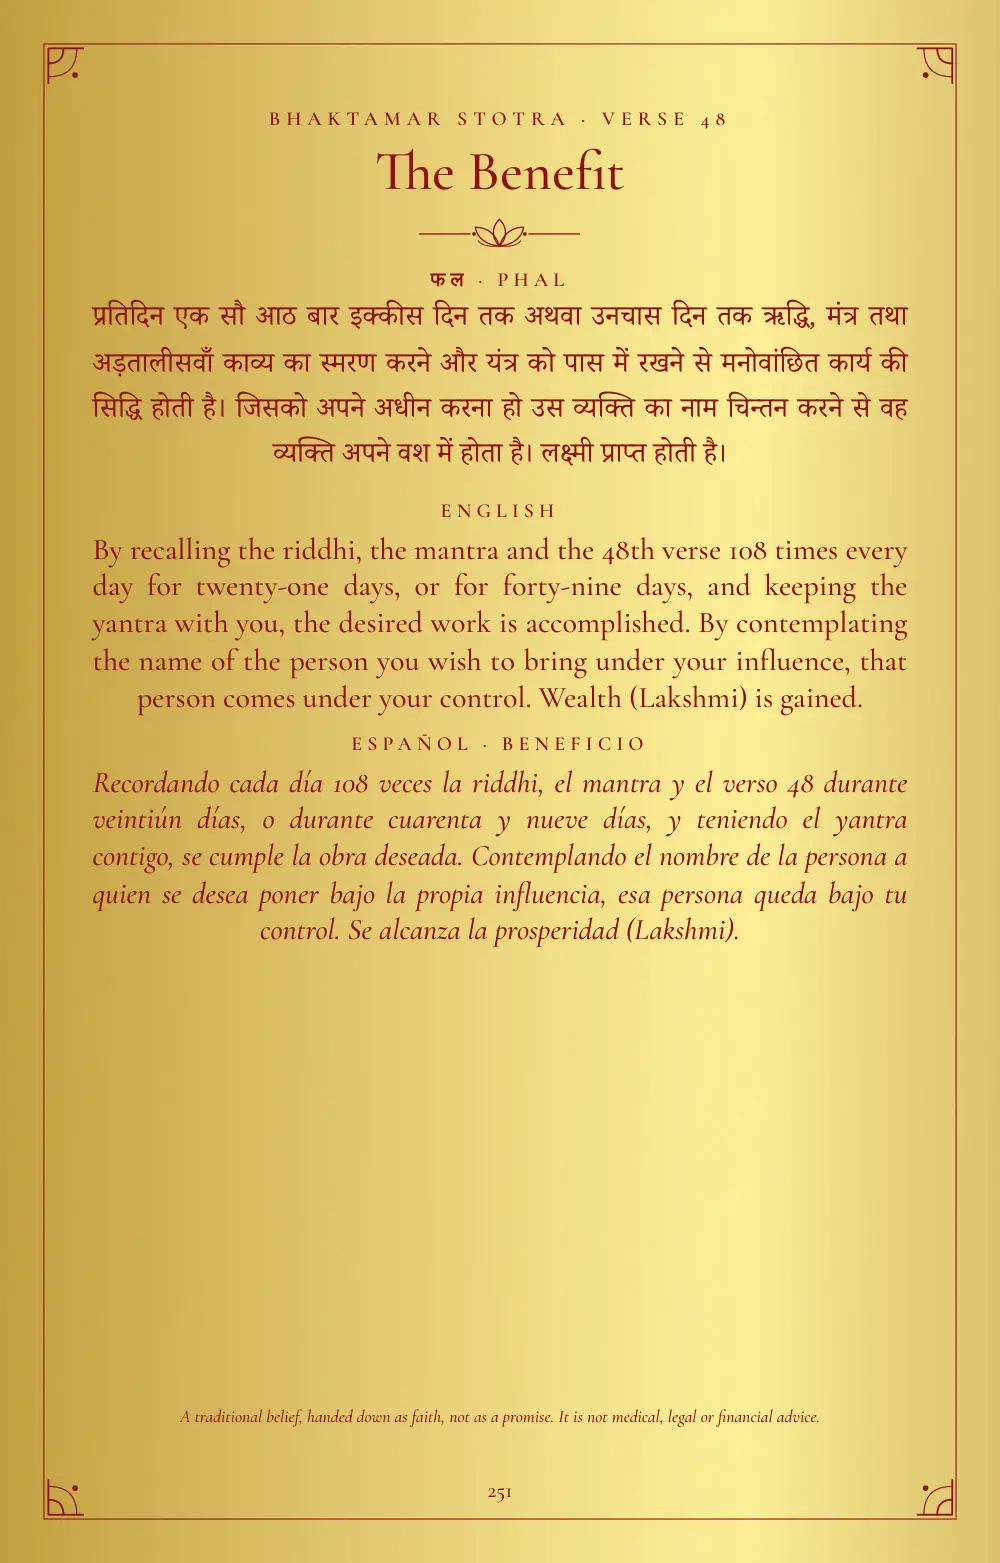 BHAKTAMAR STOTRA · VERSE 48
The Benefit
फल · PHAL
प्रतिदिन एक सौ आठ बार इक्कीस दिन तक अथवा उनचास दिन तक ऋद्धि, मंत्र तथा
अड़तालीसवाँ काव्य का स्मरण करने और यंत्र को पास में रखने से मनोवांछित कार्य की
सिद्धि होती है। जिसको अपने अधीन करना हो उस व्यक्ति का नाम चिन्तन करने से वह
व्यक्ति अपने वश में होता है। लक्ष्मी प्राप्त होती है।
ENGLISH
By recalling the riddhi, the mantra and the 48th verse 108 times every
day for twenty-one days, or for forty-nine days, and keeping the
yantra with you, the desired work is accomplished. By contemplating
the name of the person you wish to bring under your influence, that
person comes under your control. Wealth (Lakshmi) is gained.
ESPAÑOL · BENEFICIO
Recordando cada día 108 veces la riddhi, el mantra y el verso 48 durante
veintiún días, o durante cuarenta y nueve días, y teniendo el yantra
contigo, se cumple la obra deseada. Contemplando el nombre de la persona a
quien se desea poner bajo la propia influencia, esa persona queda bajo tu
control. Se alcanza la prosperidad (Lakshmi).
A traditional belief, handed down as faith, not as a promise. It is not medical, legal or financial advice.
251